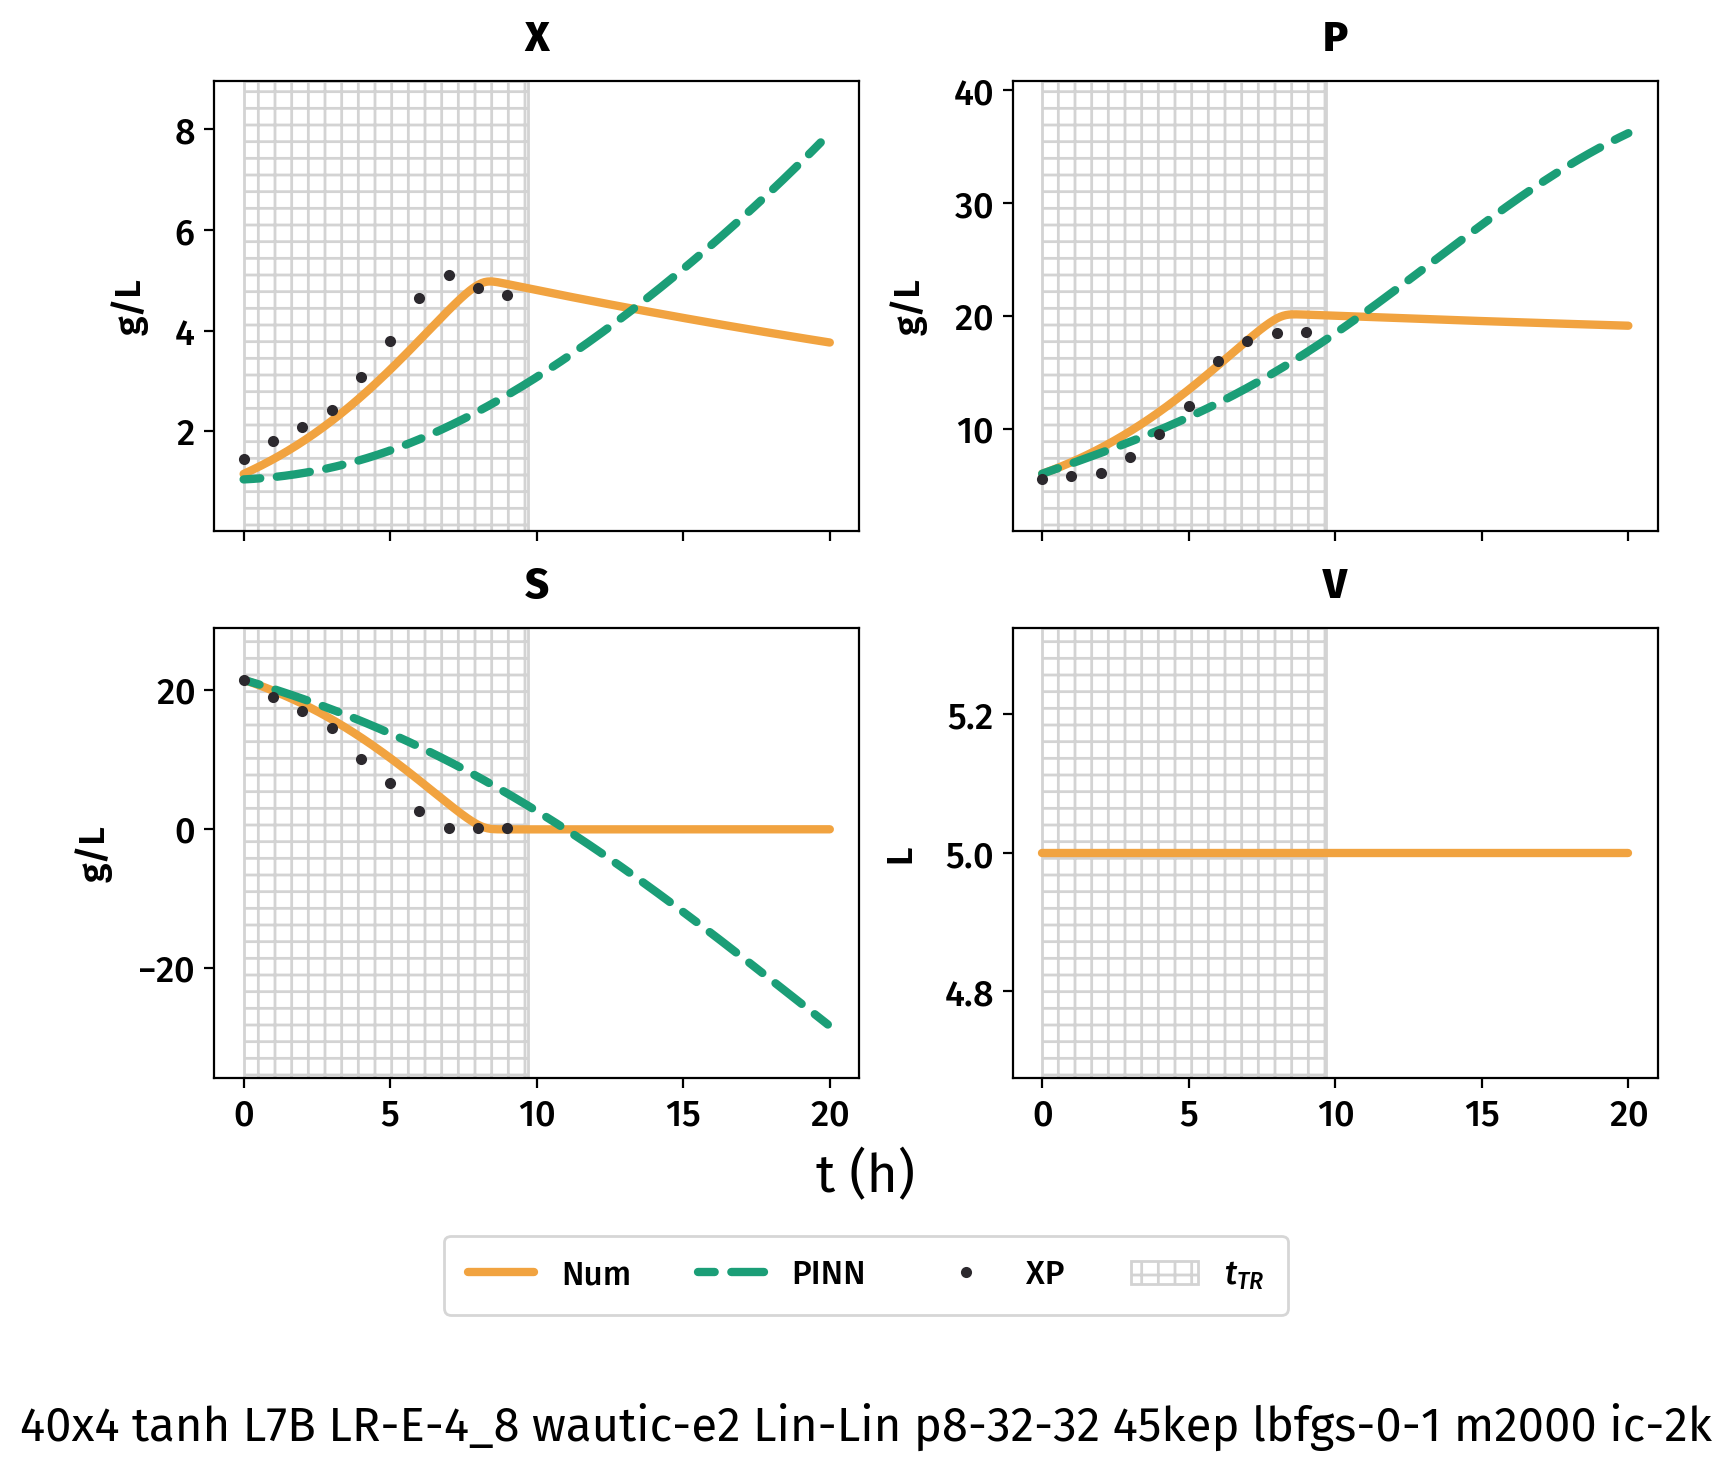 X
P
8
6
4
2
g/L
40
30
20
10
g/L
S
V
20
0
−20
g/L
5.2
5.0
4.8
L
0 5 10 15 20
0 5 10 15 20
t (h)
Num PINN XP tTR
40x4 tanh L7B LR-E-4_8 wautic-e2 Lin-Lin p8-32-32 45kep lbfgs-0-1 m2000 ic-2k